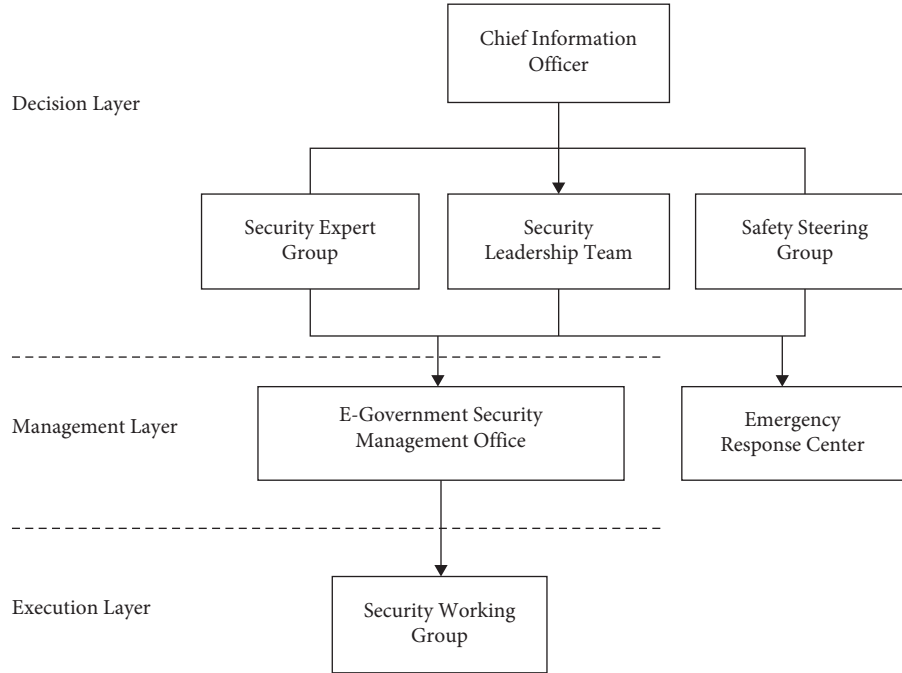 Chief Information
Officer
Decision Layer
Security Expert
Group
Security
Leadership Team
Safety Steering
Group
Management Layer
E-Government Security
Management Office
Emergency
Response Center
Execution Layer
Security Working
Group